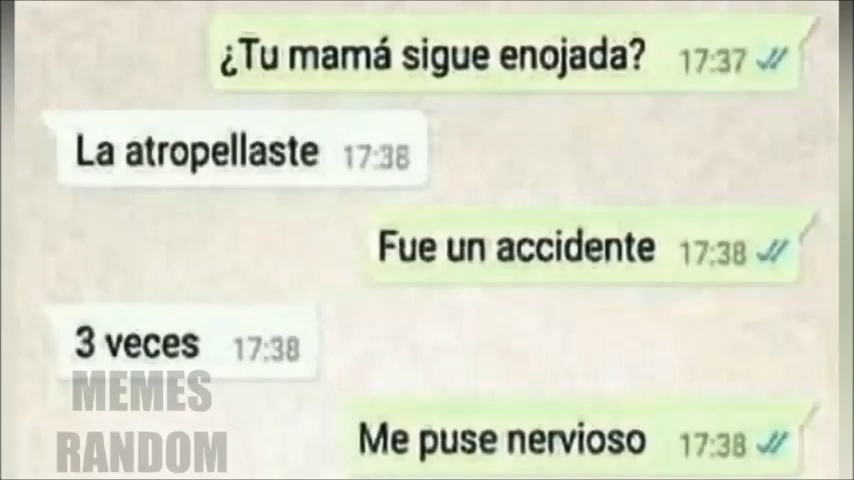 ¿Tu mamá sigue enojada? 17:37
La atropellaste 17:38
Fue un accidente 17:38
3 veces 17:38
MEMES
RANDOM
Me puse nervioso 17:38